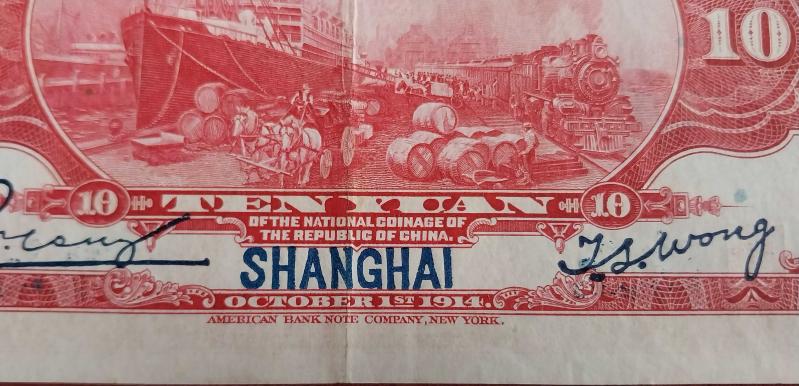 10
10 TEN YUAN 10
OF THE NATIONAL COINAGE OF
THE REPUBLIC OF CHINA.
SHANGHAI
T.S. Wong
OCTOBER 1ST 1914.
AMERICAN BANK NOTE COMPANY, NEW YORK.